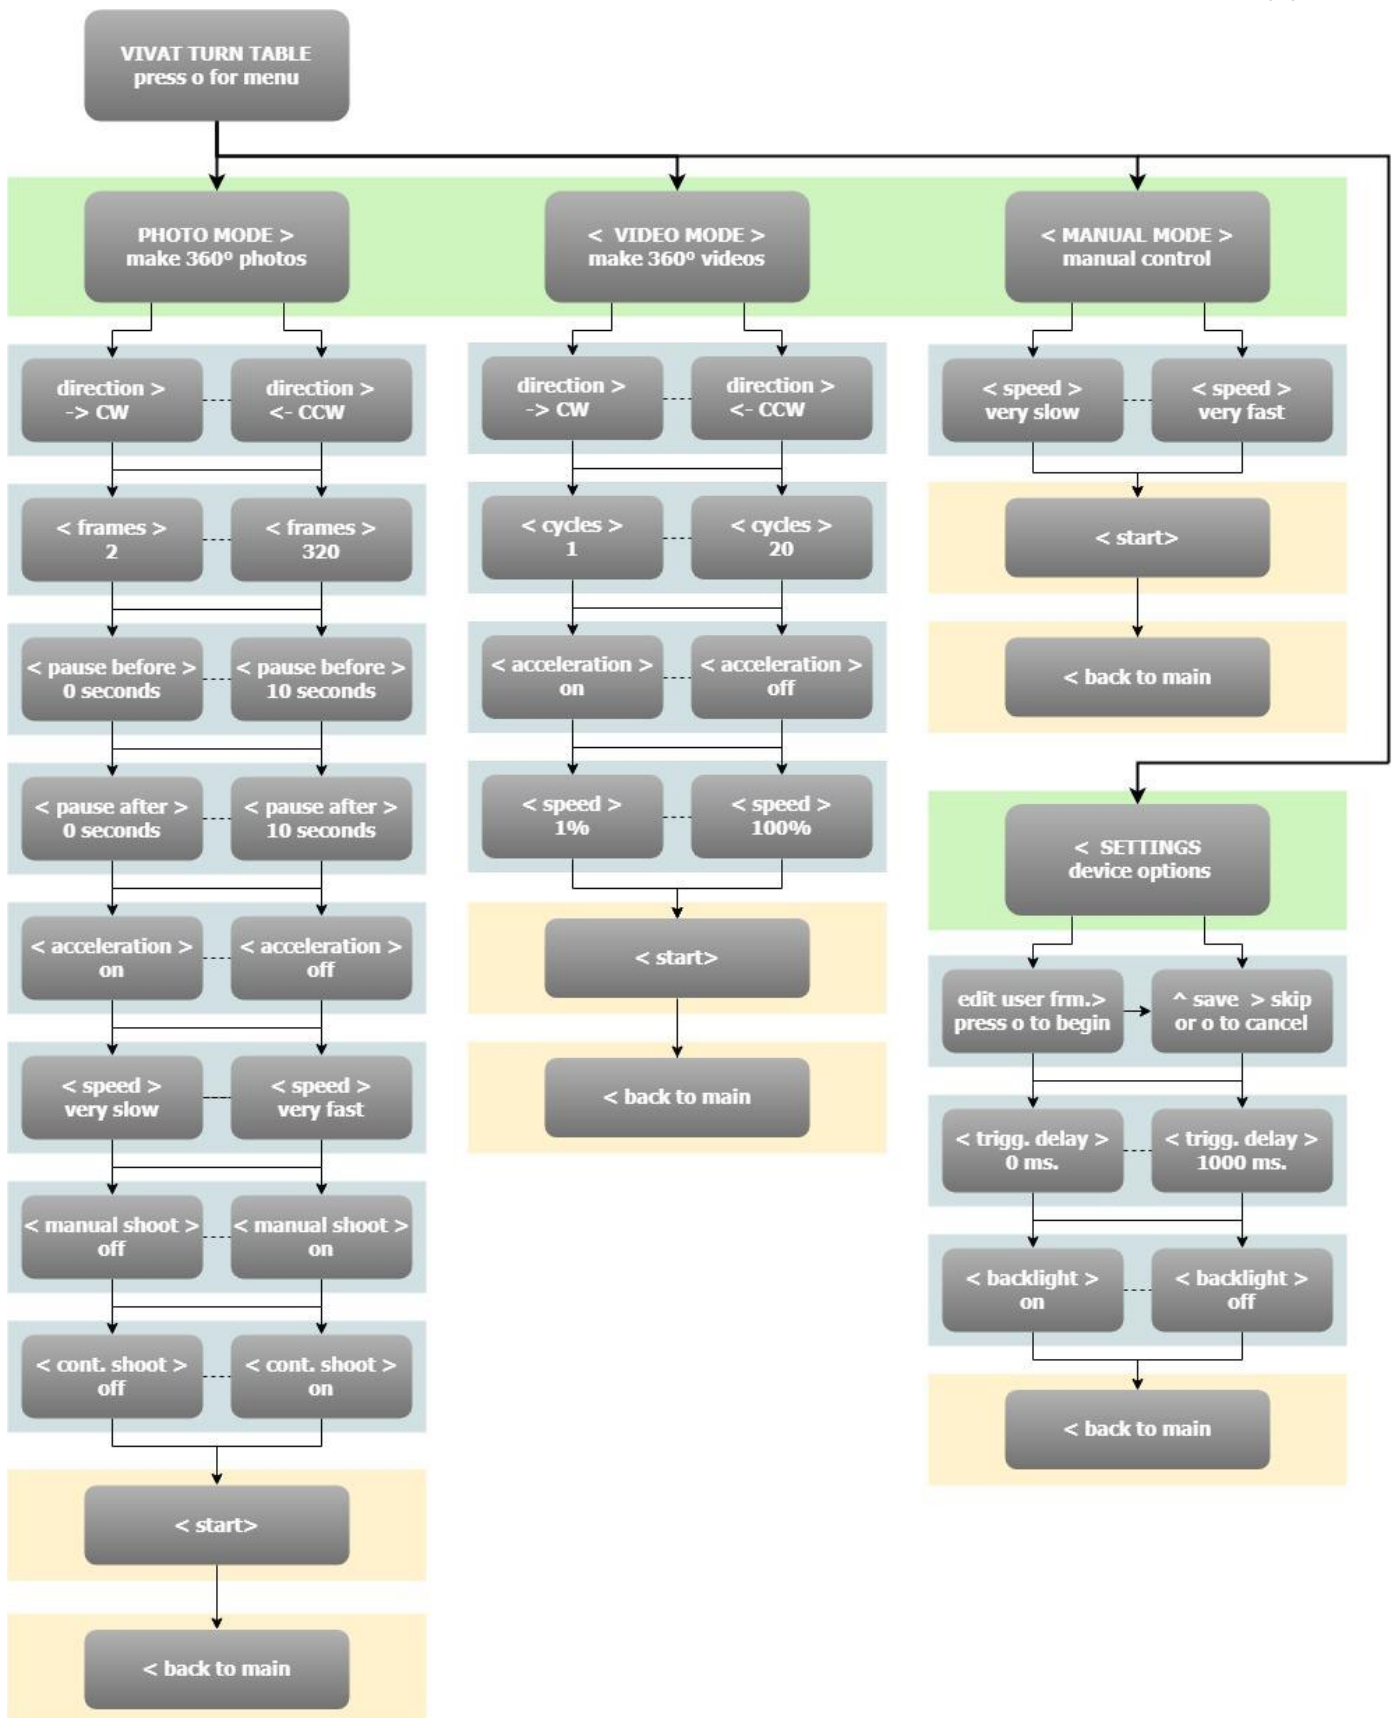 VIVAT TURN TABLE
press o for menu
PHOTO MODE >
make 360º photos
< VIDEO MODE >
make 360º videos
< MANUAL MODE >
manual control
direction >
-> CW
direction >
<- CCW
< frames >
2
< frames >
320
< pause before >
0 seconds
< pause before >
10 seconds
< pause after >
0 seconds
< pause after >
10 seconds
< acceleration >
on
< acceleration >
off
< speed >
very slow
< speed >
very fast
< manual shoot >
off
< manual shoot >
on
< cont. shoot >
off
< cont. shoot >
on
< start>
< back to main
direction >
-> CW
direction >
<- CCW
< cycles >
1
< cycles >
20
< acceleration >
on
< acceleration >
off
< speed >
1%
< speed >
100%
< start>
< back to main
< speed >
very slow
< speed >
very fast
< start>
< back to main
< SETTINGS
device options
edit user frm.>
press o to begin
^ save > skip
or o to cancel
< trigg. delay >
0 ms.
< trigg. delay >
1000 ms.
< backlight >
on
< backlight >
off
< back to main